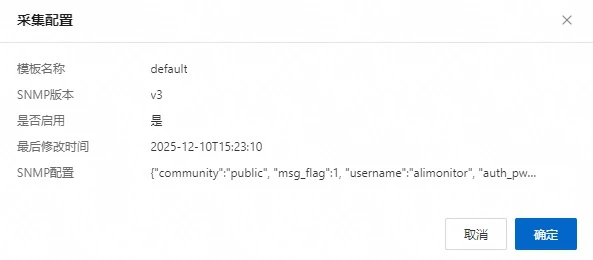 采集配置
模板名称 default
SNMP版本 v3
是否启用 是
最后修改时间 2025-12-10T15:23:10
SNMP配置 {"community":"public", "msg_flag":1, "username":"alimonitor", "auth_pw...
取消 确定